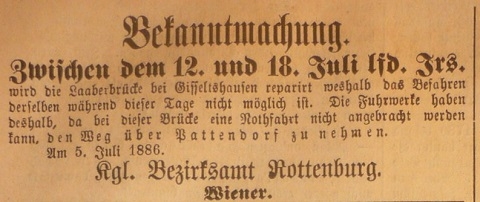 Bekanntmachung.
Zwischen dem 12. und 18. Juli lfd. Jrs.
wird die Laaberbrücke bei Gisseltshausen reparirt weshalb das Befahren
derselben während dieser Tage nicht möglich ist. Die Fuhrwerke haben
deshalb, da bei dieser Brücke eine Nothfahrt nicht angebracht werden
kann, den Weg über Pattendorf zu nehmen.
Am 5. Juli 1886.
Kgl. Bezirksamt Rottenburg.
Wiener.